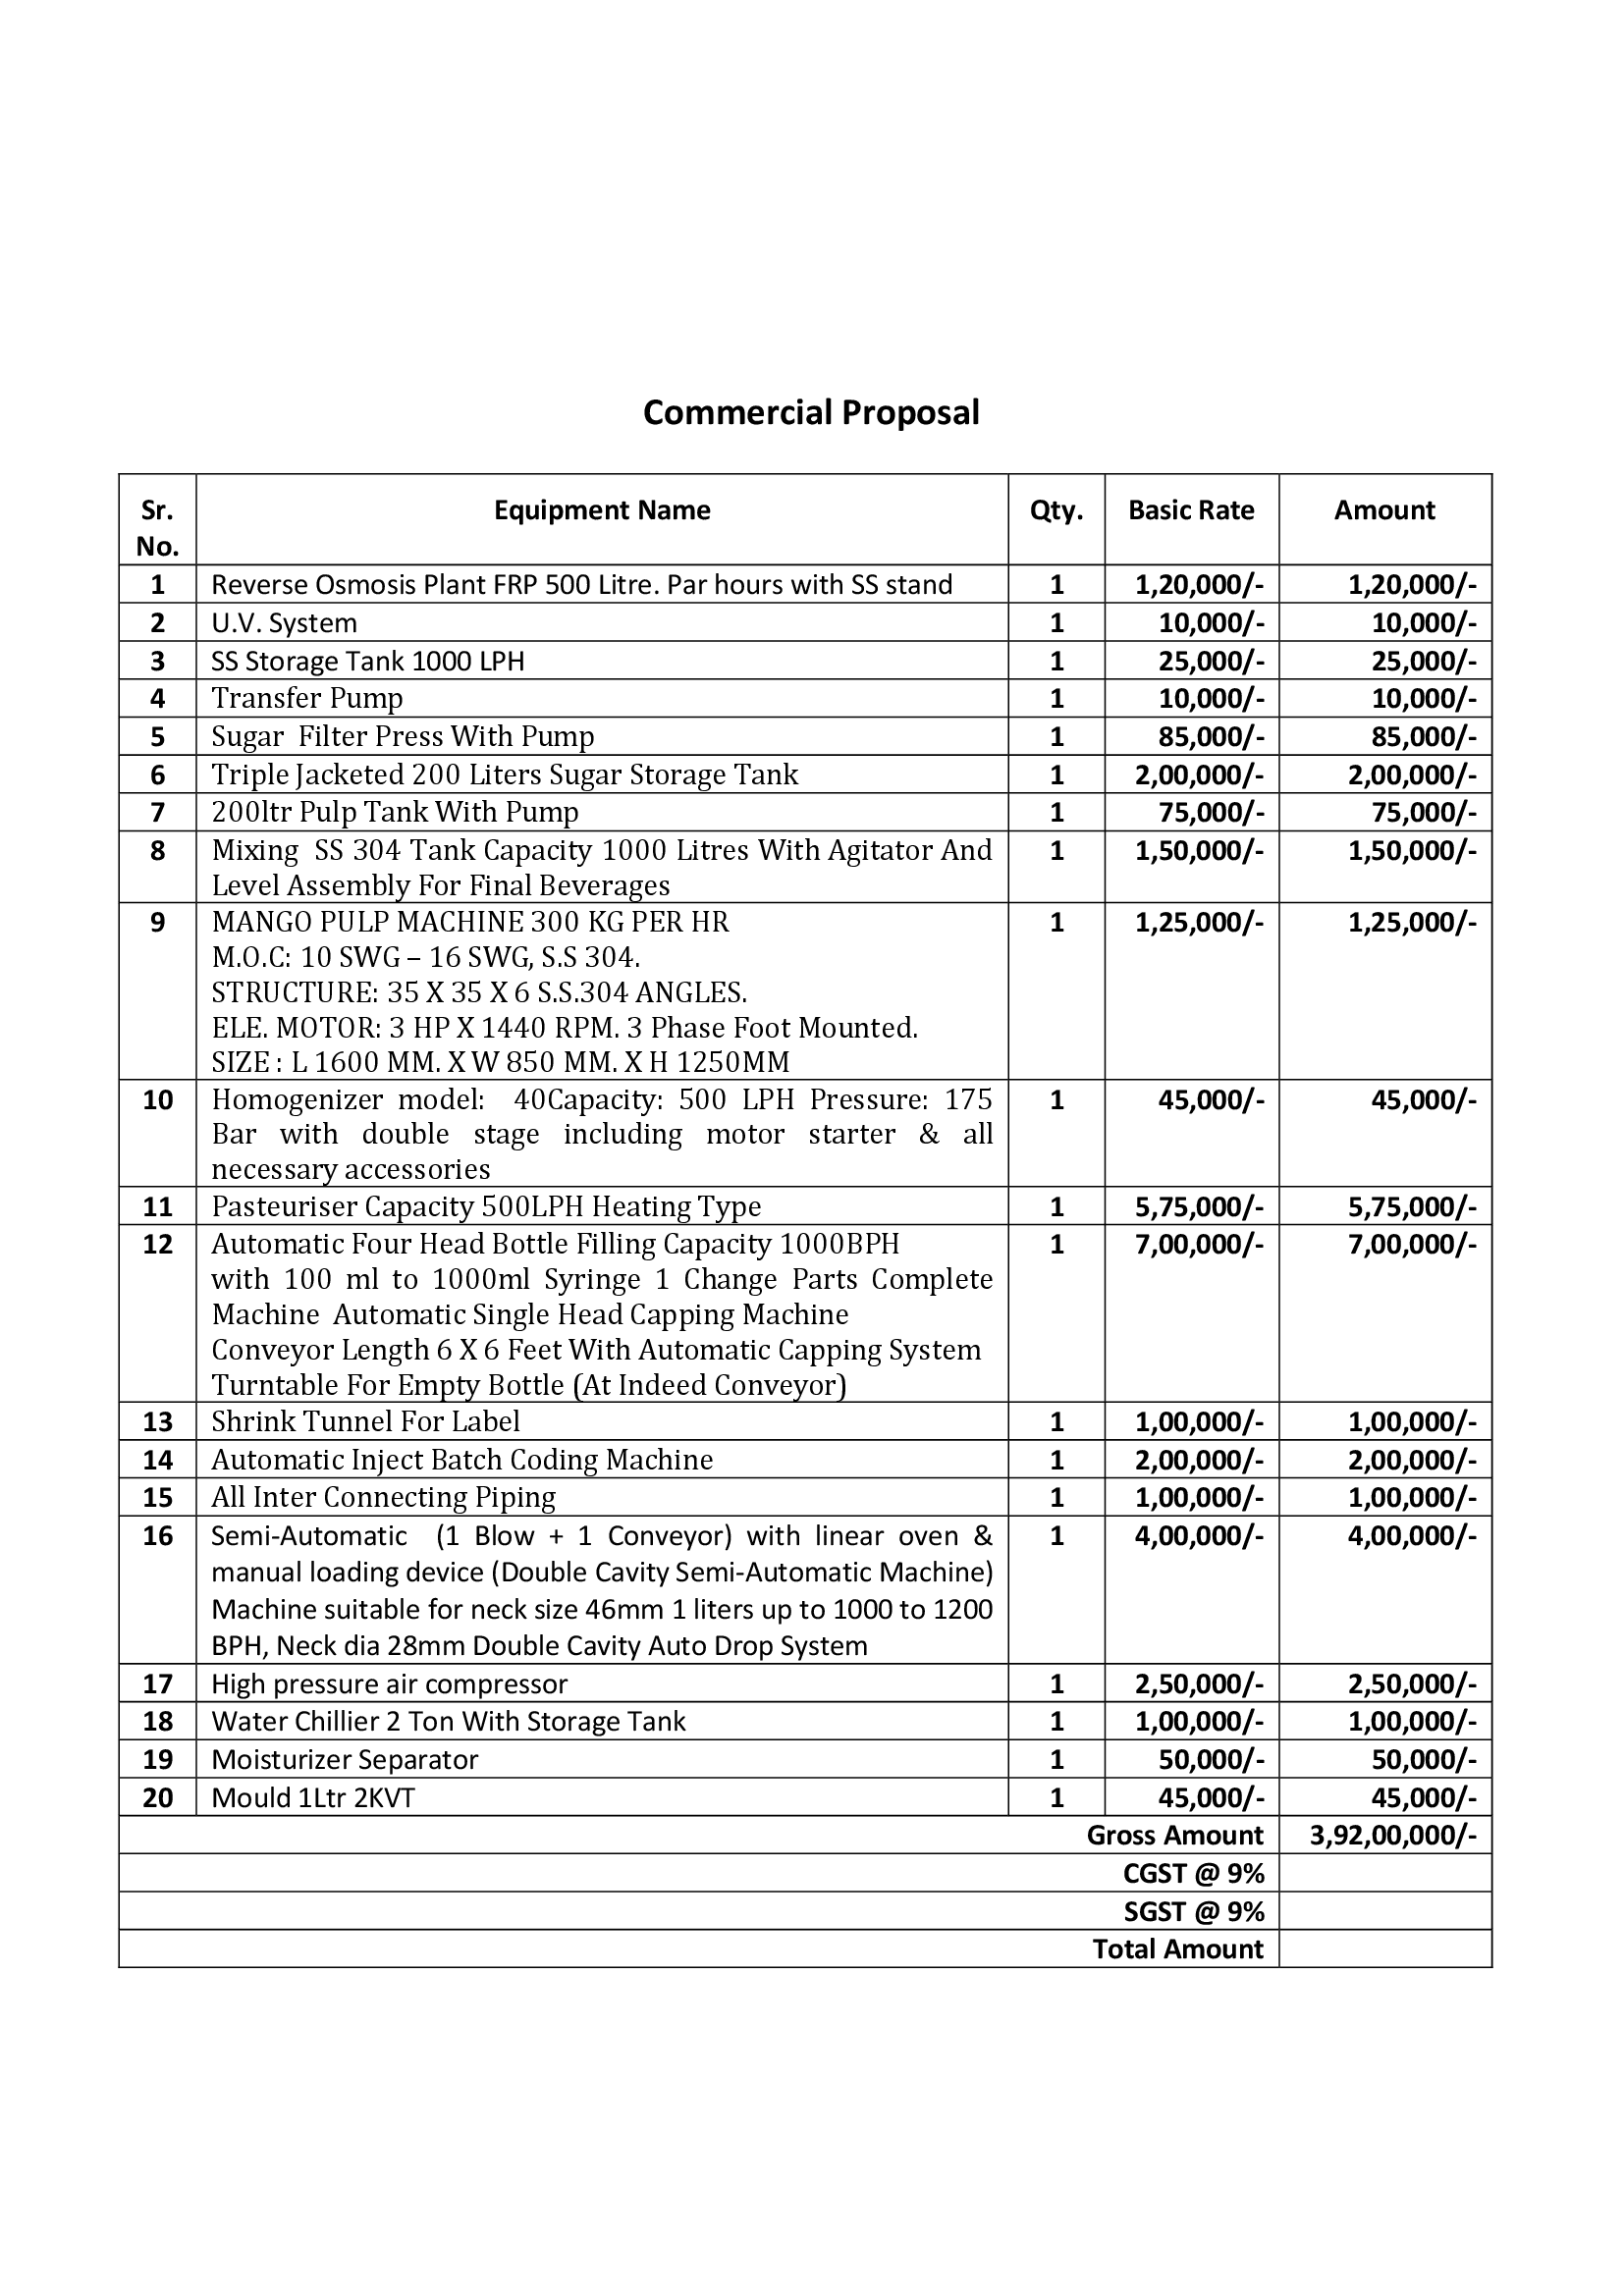 Commercial Proposal
Sr. No. Equipment Name Qty. Basic Rate Amount
1 Reverse Osmosis Plant FRP 500 Litre. Par hours with SS stand 1 1,20,000/- 1,20,000/-
2 U.V. System 1 10,000/- 10,000/-
3 SS Storage Tank 1000 LPH 1 25,000/- 25,000/-
4 Transfer Pump 1 10,000/- 10,000/-
5 Sugar Filter Press With Pump 1 85,000/- 85,000/-
6 Triple Jacketed 200 Liters Sugar Storage Tank 1 2,00,000/- 2,00,000/-
7 200ltr Pulp Tank With Pump 1 75,000/- 75,000/-
8 Mixing SS 304 Tank Capacity 1000 Litres With Agitator And 1 1,50,000/- 1,50,000/-
Level Assembly For Final Beverages
9 MANGO PULP MACHINE 300 KG PER HR 1 1,25,000/- 1,25,000/-
M.O.C: 10 SWG – 16 SWG, S.S 304.
STRUCTURE: 35 X 35 X 6 S.S.304 ANGLES.
ELE. MOTOR: 3 HP X 1440 RPM. 3 Phase Foot Mounted.
SIZE : L 1600 MM. X W 850 MM. X H 1250MM
10 Homogenizer model: 40Capacity: 500 LPH Pressure: 175 1 45,000/- 45,000/-
Bar with double stage including motor starter & all
necessary accessories
11 Pasteuriser Capacity 500LPH Heating Type 1 5,75,000/- 5,75,000/-
12 Automatic Four Head Bottle Filling Capacity 1000BPH 1 7,00,000/- 7,00,000/-
with 100 ml to 1000ml Syringe 1 Change Parts Complete
Machine Automatic Single Head Capping Machine
Conveyor Length 6 X 6 Feet With Automatic Capping System
Turntable For Empty Bottle (At Indeed Conveyor)
13 Shrink Tunnel For Label 1 1,00,000/- 1,00,000/-
14 Automatic Inject Batch Coding Machine 1 2,00,000/- 2,00,000/-
15 All Inter Connecting Piping 1 1,00,000/- 1,00,000/-
16 Semi-Automatic (1 Blow + 1 Conveyor) with linear oven & 1 4,00,000/- 4,00,000/-
manual loading device (Double Cavity Semi-Automatic Machine)
Machine suitable for neck size 46mm 1 liters up to 1000 to 1200
BPH, Neck dia 28mm Double Cavity Auto Drop System
17 High pressure air compressor 1 2,50,000/- 2,50,000/-
18 Water Chillier 2 Ton With Storage Tank 1 1,00,000/- 1,00,000/-
19 Moisturizer Separator 1 50,000/- 50,000/-
20 Mould 1Ltr 2KVT 1 45,000/- 45,000/-
Gross Amount 3,92,00,000/-
CGST @ 9%
SGST @ 9%
Total Amount